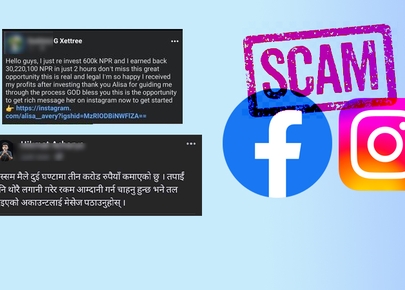 G Xettree
Hello guys, I just re invest 600k NPR and I earned back
30,220,100 NPR in just 2 hours don't miss this great
opportunity this is real and legal I'm so happy I received
my profits after investing thank you Alisa for guiding me
through the process GOD bless you this is the opportunity
to get rich message her on instagram now to get started
👉 https://instagram.
com/alisa__avery?igshid=MzRlODBiNWFlZA==
SCAM
स्सम मैले दुई घण्टामा तीन करोड रुपैयाँ कमाएको छु । तपाईं
नि थोरै लगानी गरेर रकम आम्दानी गर्न चाहनु हुन्छ भने तल
इएको अकाउन्टलाई मेसेज पठाउनुहोस् ।